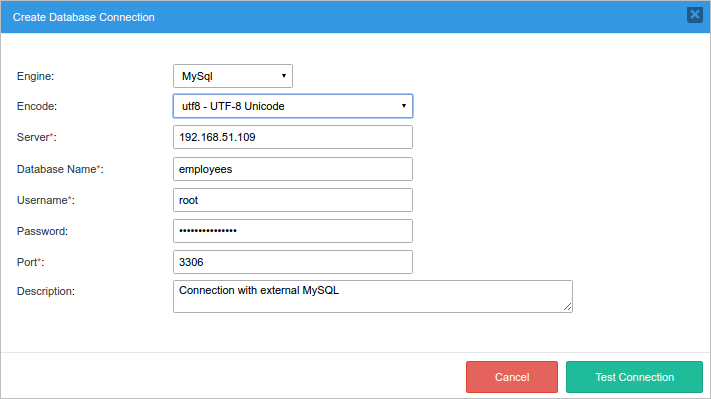 Create Database Connection
Engine: MySql
Encode: utf8 - UTF-8 Unicode
Server*: 192.168.51.109
Database Name*: employees
Username*: root
Password: •••••••••••••••
Port*: 3306
Description: Connection with external MySQL
Cancel Test Connection